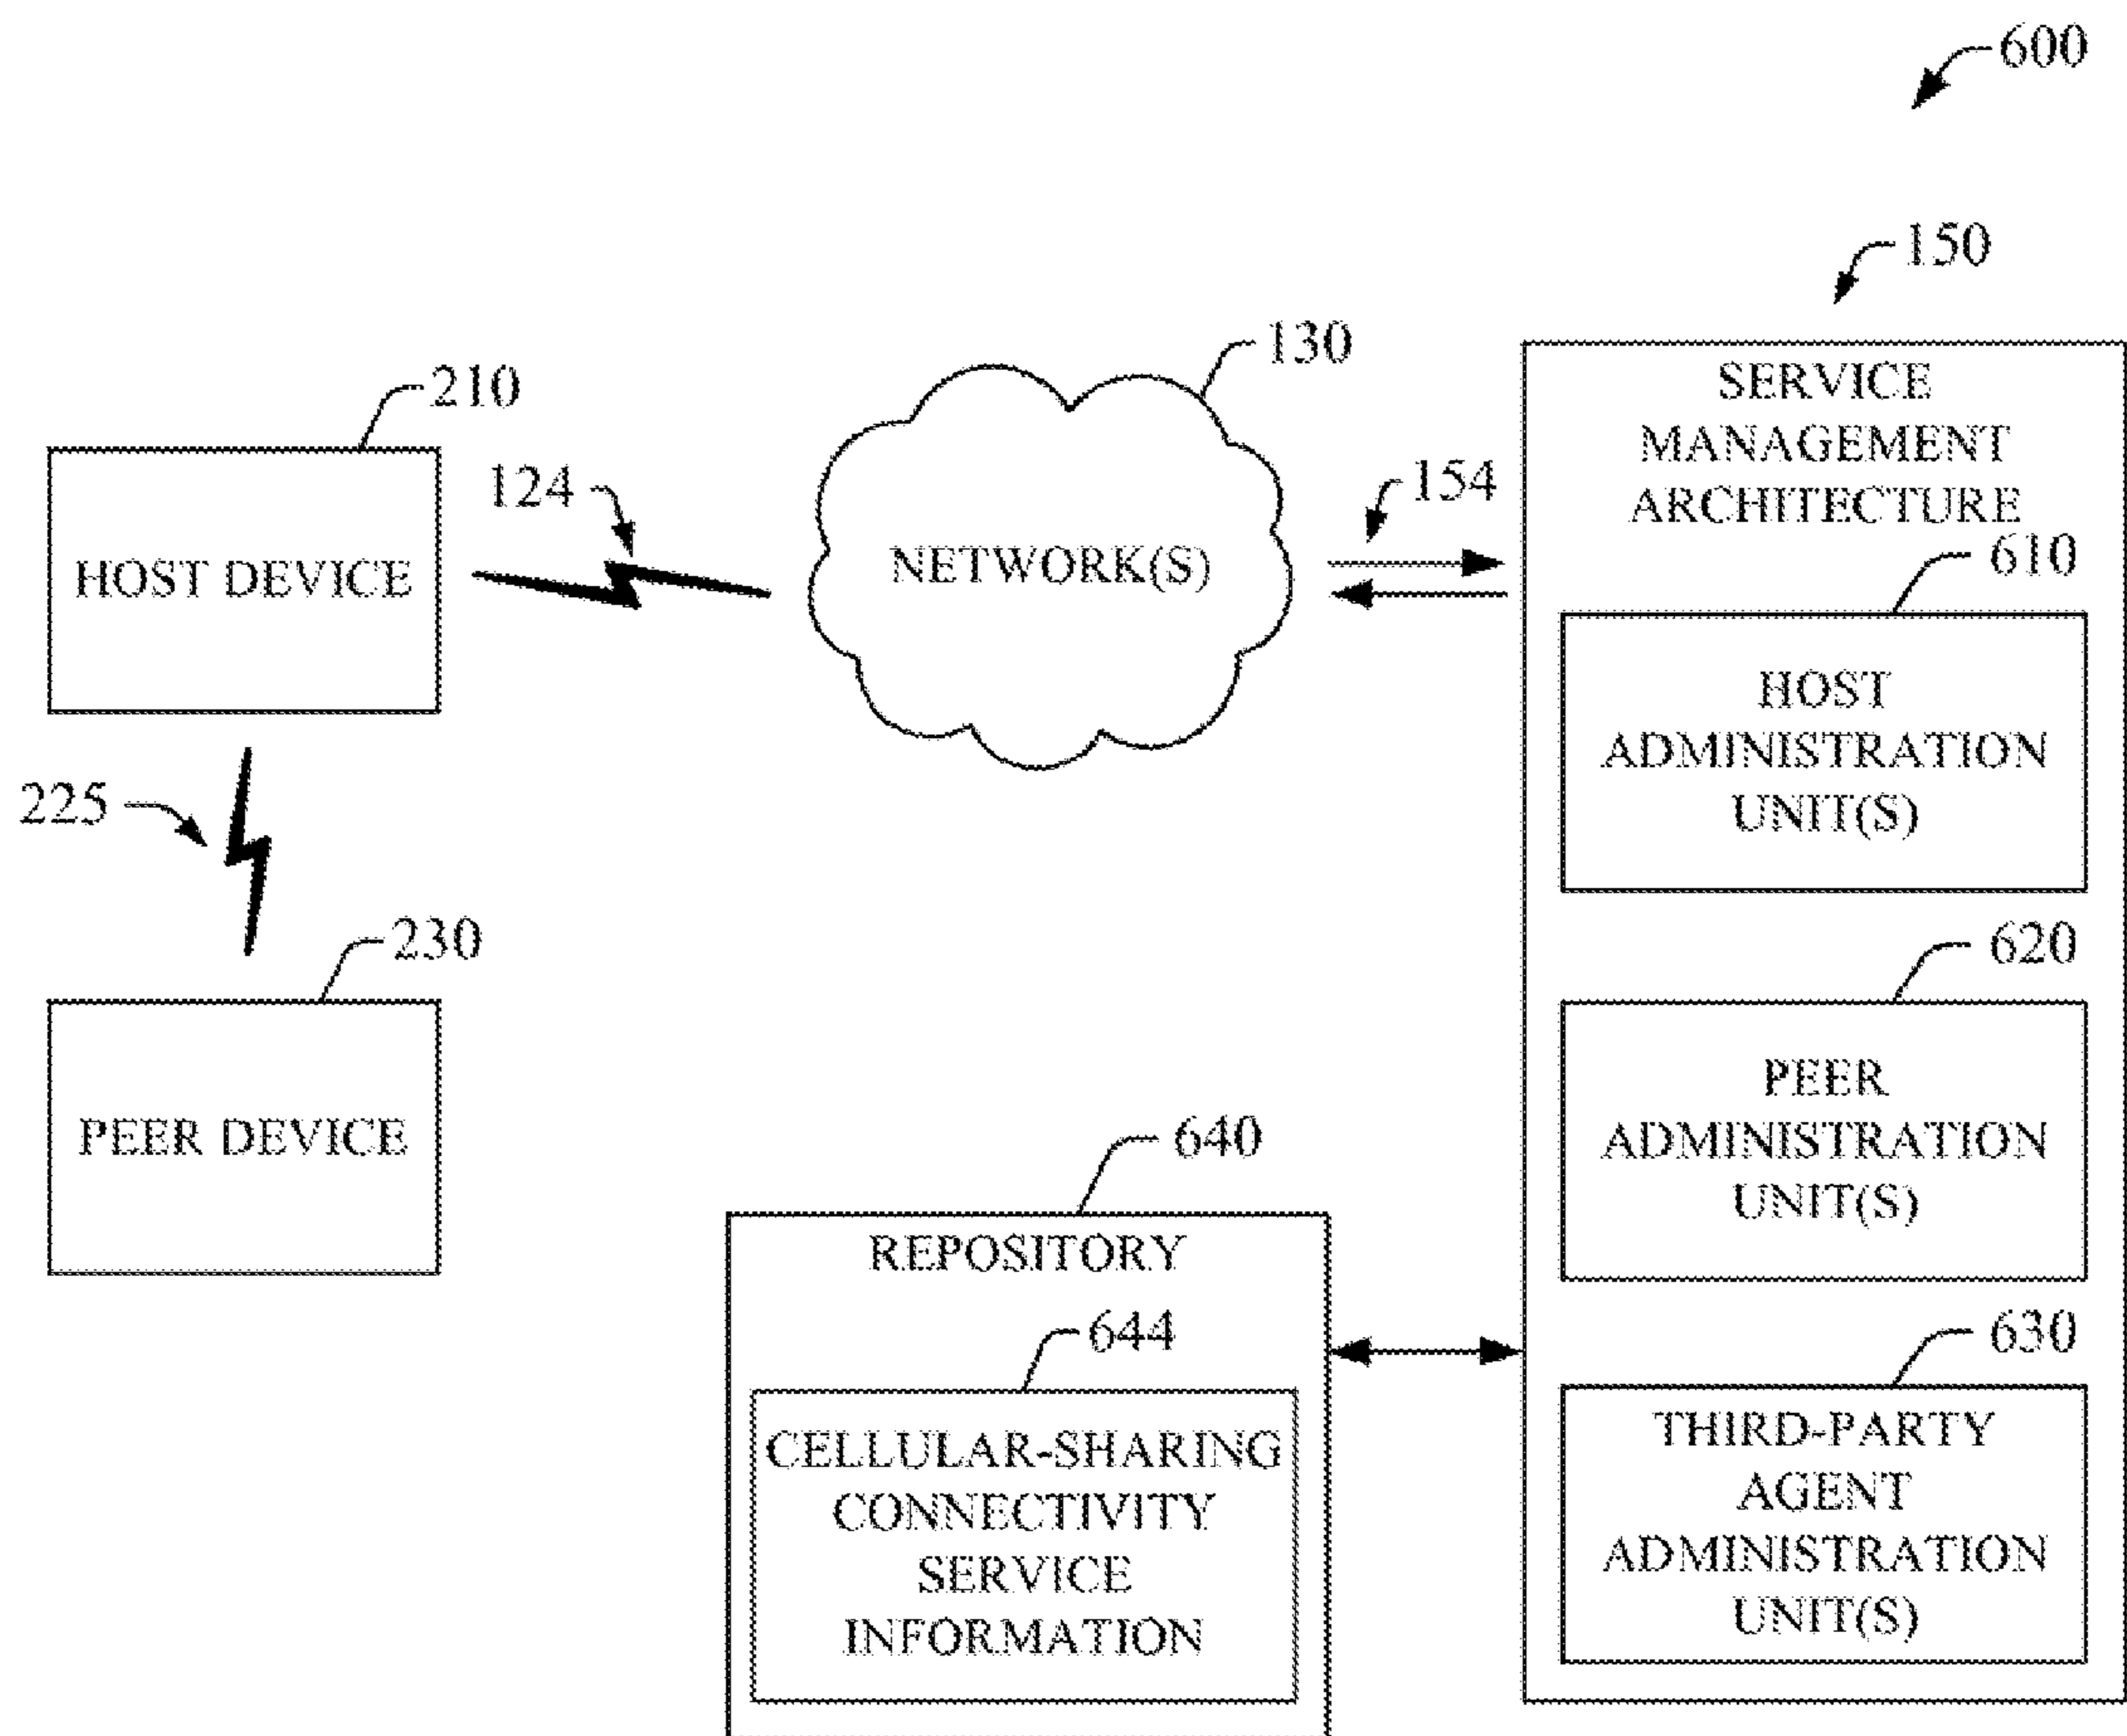 600
150
130
SERVICE
MANAGEMENT
ARCHITECTURE
210
124
154
HOST DEVICE
NETWORK(S)
610
HOST
ADMINISTRATION
UNIT(S)
225
230
620
PEER DEVICE
PEER
ADMINISTRATION
UNIT(S)
640
REPOSITORY
644
CELLULAR-SHARING
CONNECTIVITY
SERVICE
INFORMATION
630
THIRD-PARTY
AGENT
ADMINISTRATION
UNIT(S)